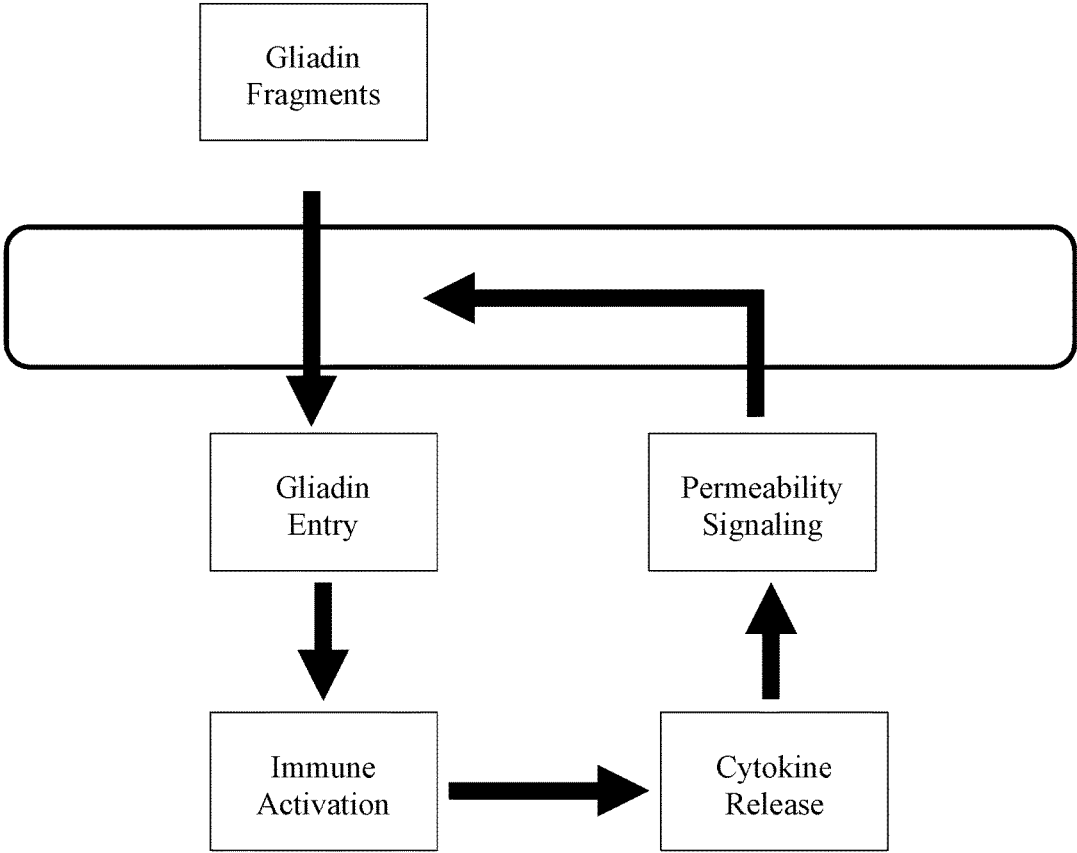 Gliadin
Fragments
Gliadin
Entry
Permeability
Signaling
Immune
Activation
Cytokine
Release